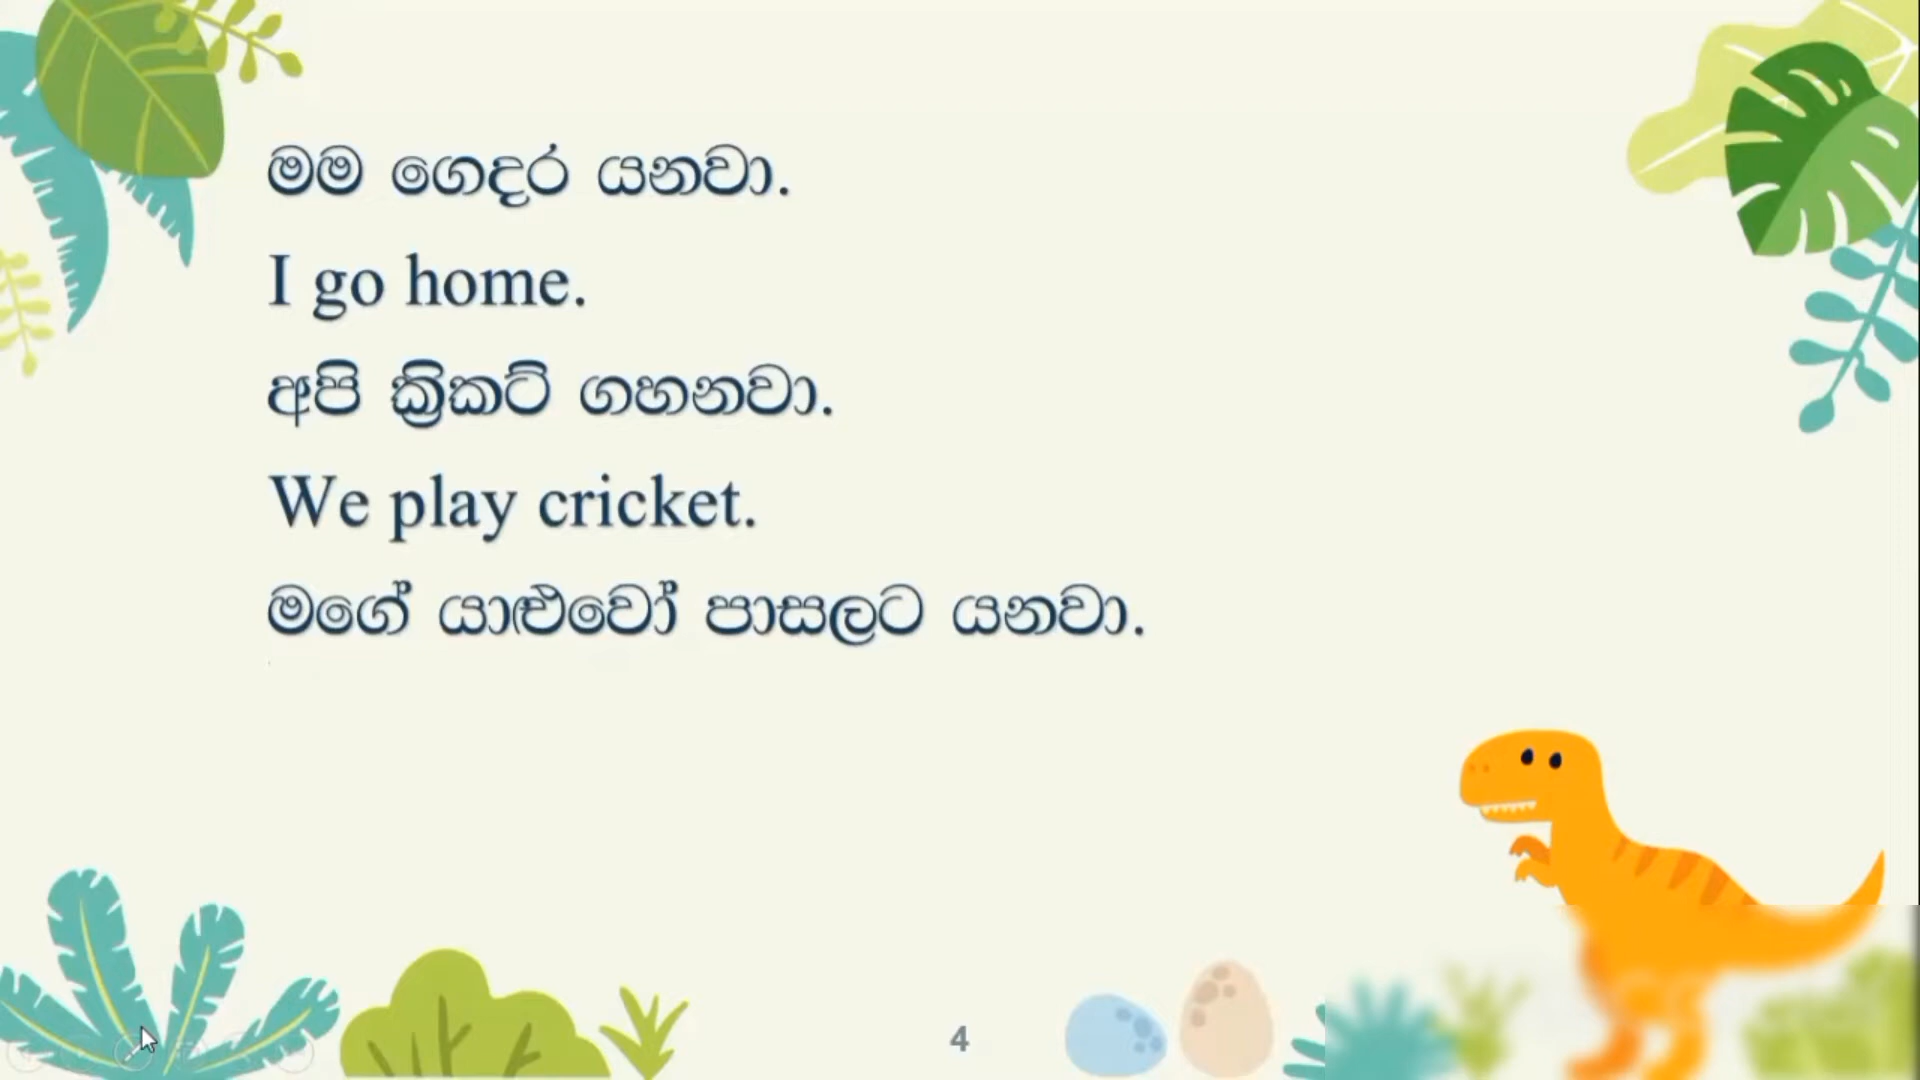 මම ගෙදර යනවා.
I go home.
අපි ක්‍රිකට් ගහනවා.
We play cricket.
මගේ යාළුවෝ පාසලට යනවා.
4